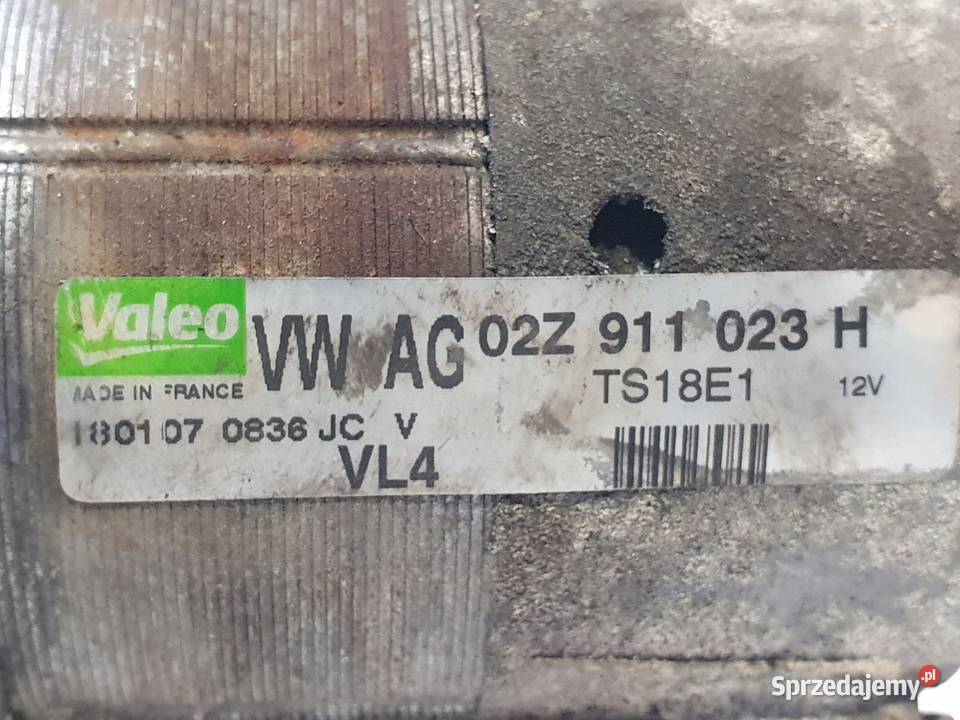 Valeo
VW AG 02Z 911 023 H
MADE IN FRANCE
TS18E1 12V
180107 0836 JC V
VL4
Sprzedajemy.pl